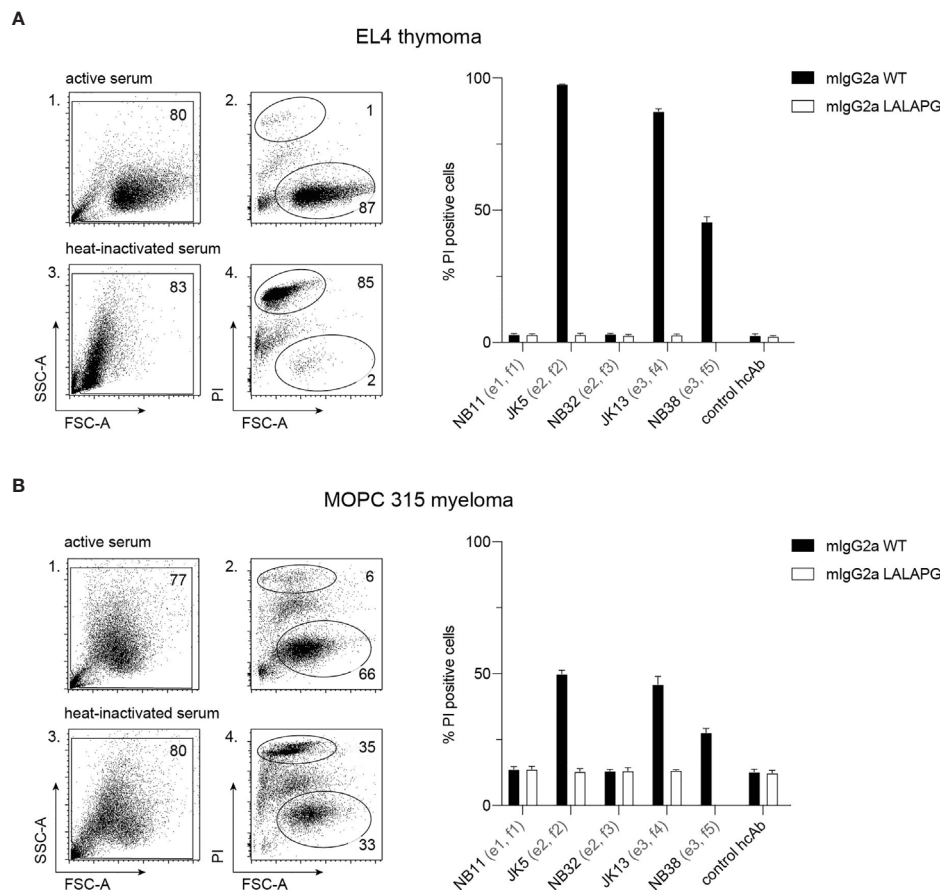 A
EL4 thymoma
active serum
1.
80
2.
1
87
heat-inactivated serum
3.
83
4.
85
2
SSC-A
FSC-A
PI
FSC-A
100
50
0
% PI positive cells
mIgG2a WT
mIgG2a LALAPG
NB11 (e1, f1)
JK5 (e2, f2)
NB32 (e2, f3)
JK13 (e3, f4)
NB38 (e3, f5)
control hcAb
B
MOPC 315 myeloma
active serum
1.
77
2.
6
66
heat-inactivated serum
3.
80
4.
35
33
SSC-A
FSC-A
PI
FSC-A
100
50
0
% PI positive cells
mIgG2a WT
mIgG2a LALAPG
NB11 (e1, f1)
JK5 (e2, f2)
NB32 (e2, f3)
JK13 (e3, f4)
NB38 (e3, f5)
control hcAb